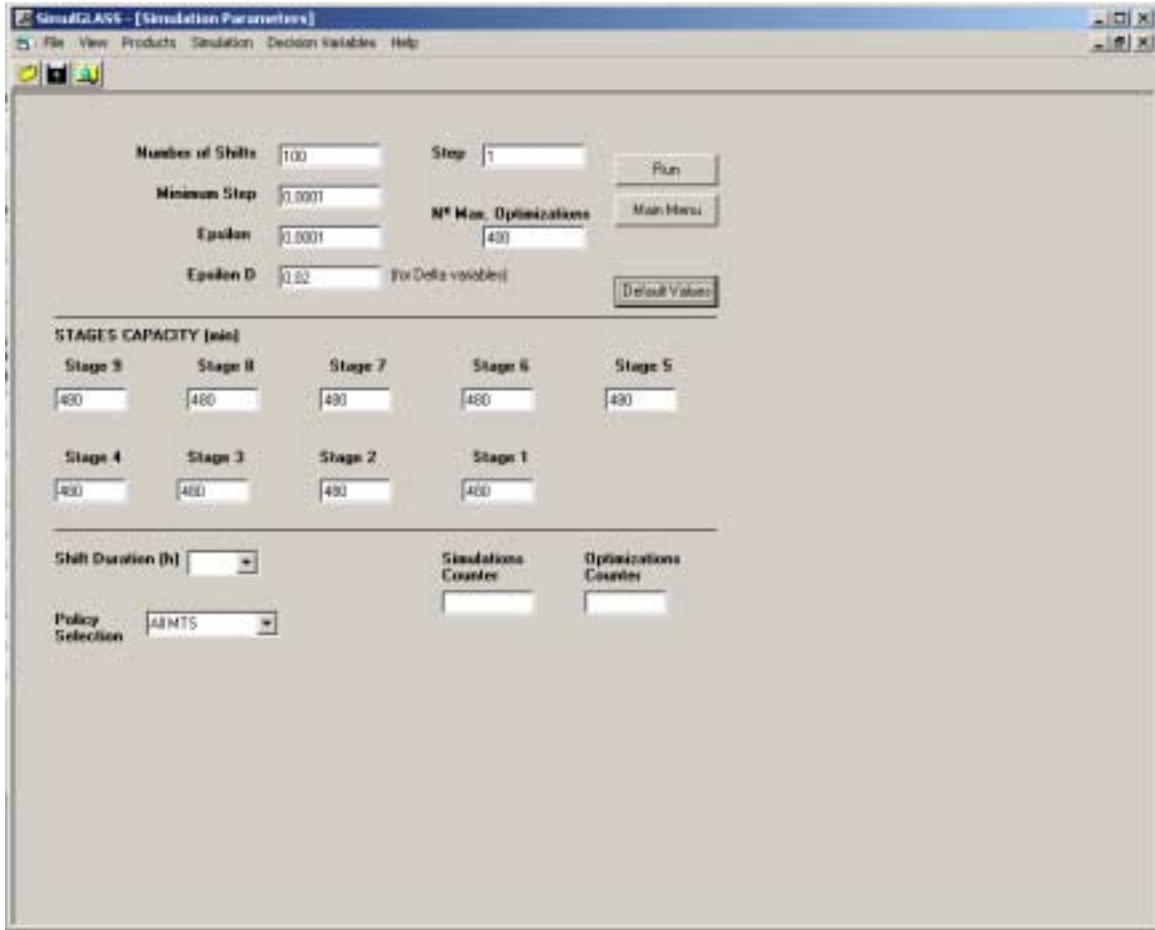 SimulGLASS - [Simulation Parameters]
File View Products Simulation Decision Variables Help
Number of Shifts 100 Step 1
Run
Minimum Step 0.0001
Nº Max. Optimizations
Main Menu
Epsilon 0.0001 400
Epsilon D 0.02 (for Delta variables)
Default Values
STAGES CAPACITY (min)
Stage 9 Stage 8 Stage 7 Stage 6 Stage 5
480 480 480 480 480
Stage 4 Stage 3 Stage 2 Stage 1
480 480 480 480
Shift Duration (h)
Simulations Optimizations
Counter Counter
Policy All MTS
Selection